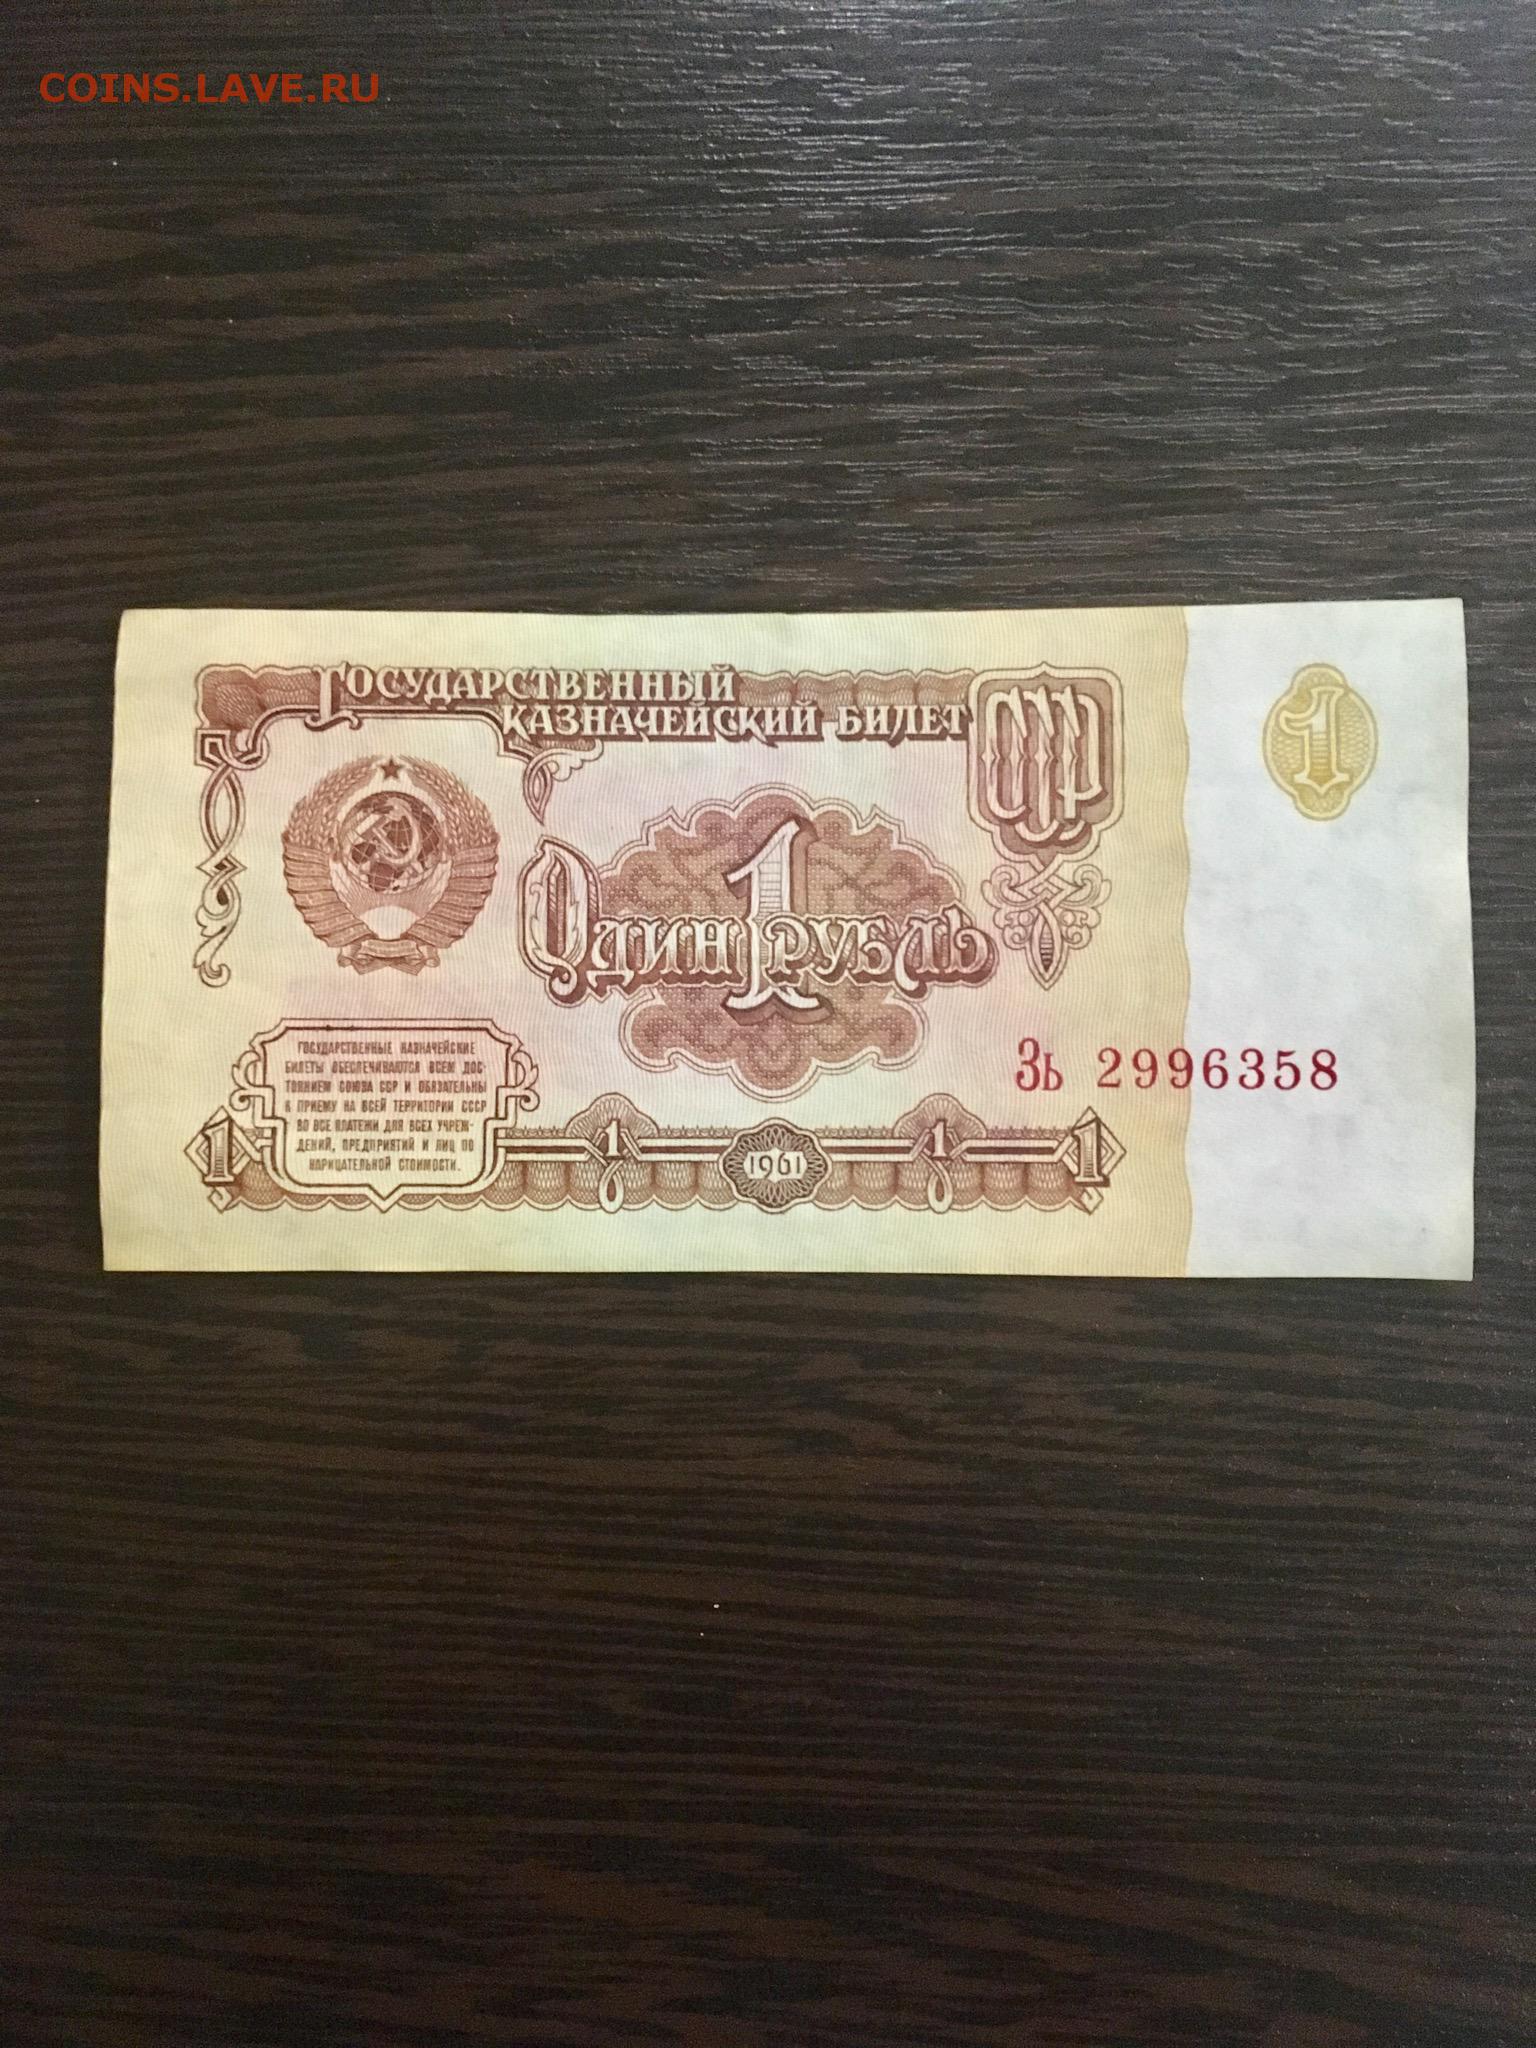 COINS.LAVE.RU
ГОСУДАРСТВЕННЫЙ
КАЗНАЧЕЙСКИЙ БИЛЕТ
СССР
1
1
ОДИН РУБЛЬ
Зь 2996358
ГОСУДАРСТВЕННЫЕ КАЗНАЧЕЙСКИЕ
БИЛЕТЫ ОБЕСПЕЧИВАЮТСЯ ВСЕМ ДОС-
ТОЯНИЕМ СОЮЗА ССР И ОБЯЗАТЕЛЬНЫ
К ПРИЕМУ НА ВСЕЙ ТЕРРИТОРИИ СССР
ВО ВСЕ ПЛАТЕЖИ ДЛЯ ВСЕХ УЧРЕЖ-
ДЕНИЙ, ПРЕДПРИЯТИЙ И ЛИЦ ПО
НАРИЦАТЕЛЬНОЙ СТОИМОСТИ.
1 1 1961 1 1